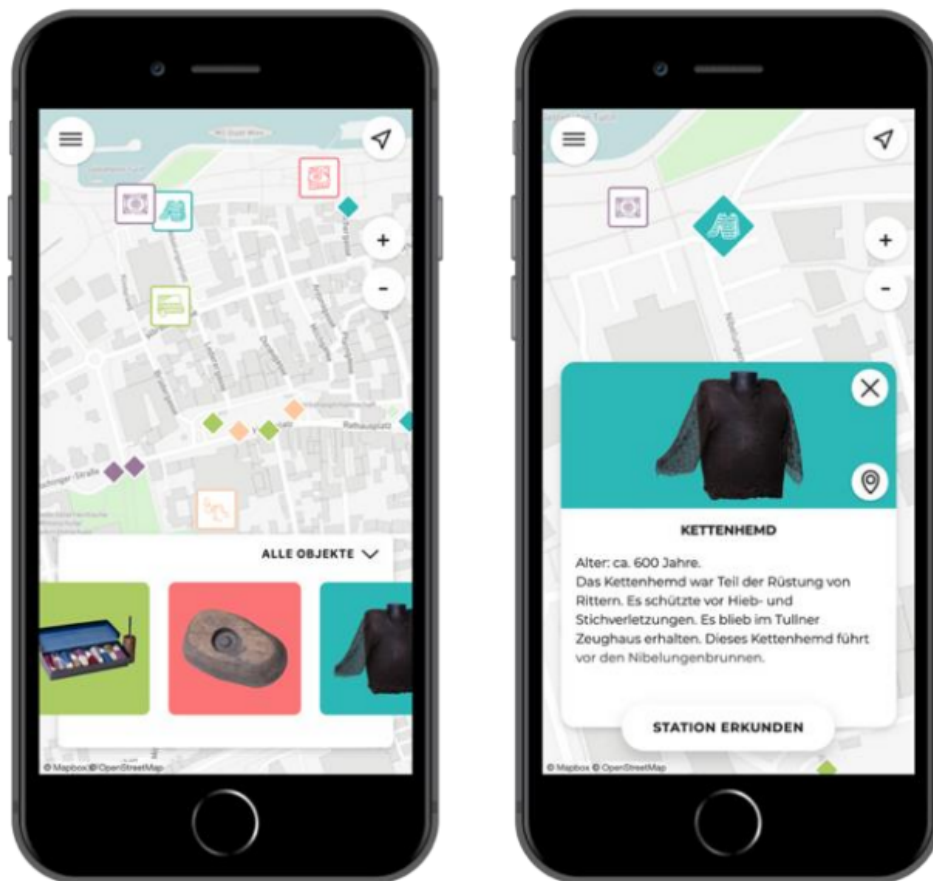 ALLE OBJEKTE
Rathausplatz
© Mapbox © OpenStreetMap
+
-
KETTENHEMD
Alter: ca. 600 Jahre.
Das Kettenhemd war Teil der Rüstung von
Rittern. Es schützte vor Hieb- und
Stichverletzungen. Es blieb im Tullner
Zeughaus erhalten. Dieses Kettenhemd führt
vor den Nibelungenbrunnen.
STATION ERKUNDEN
© Mapbox © OpenStreetMap
+
-